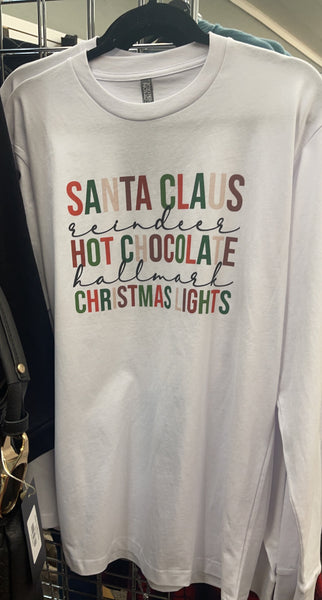 SANTA CLAUS
reindeer
HOT CHOCOLATE
hallmark
CHRISTMAS LIGHTS